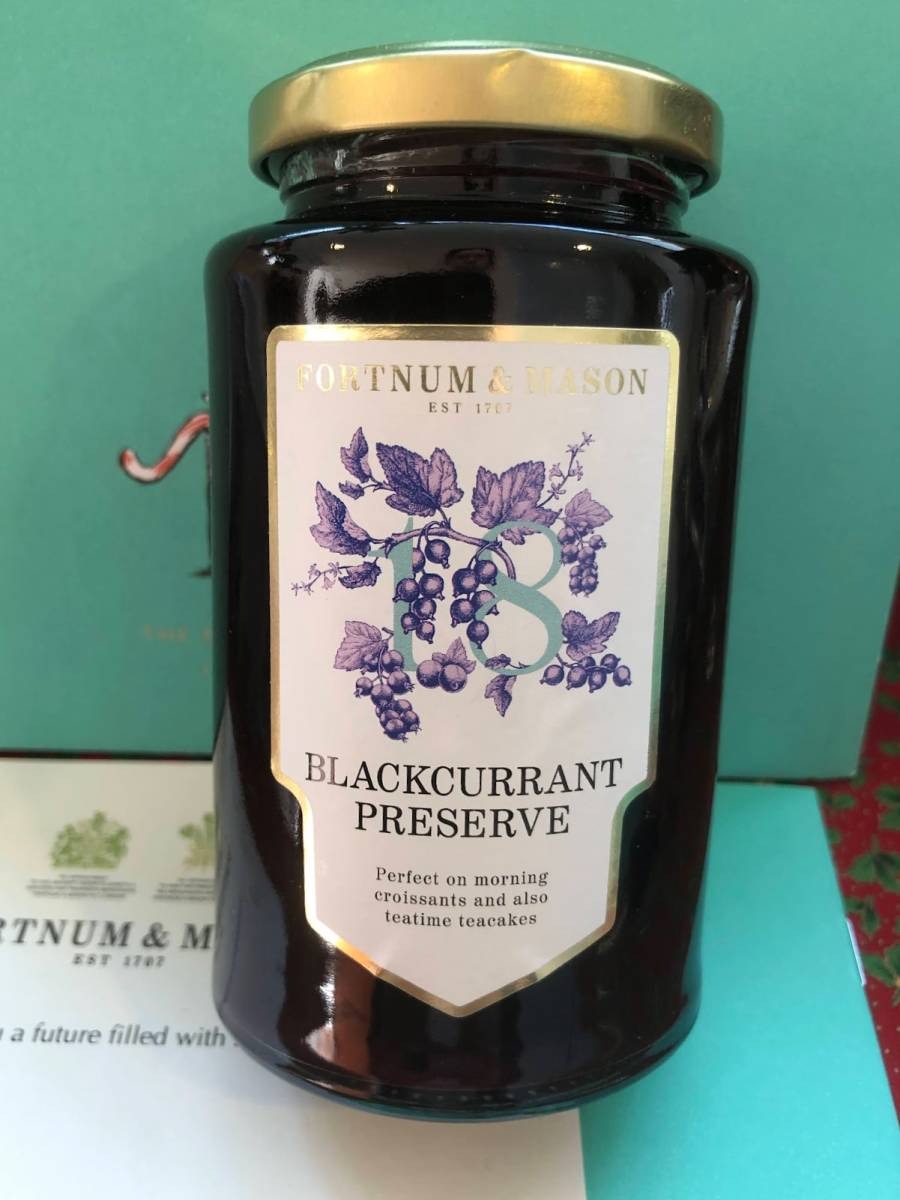 FORTNUM & MASON
EST 1707
18
BLACKCURRANT
PRESERVE
Perfect on morning
croissants and also
teatime teacakes
RTNUM & M
EST 1707
a future filled with